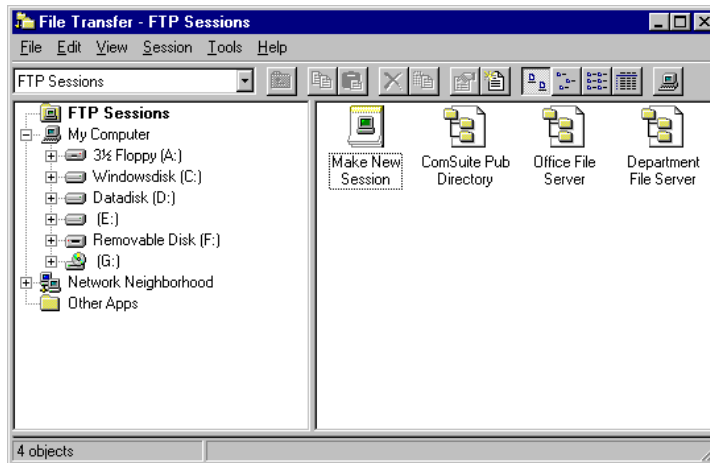 File Transfer - FTP Sessions
File Edit View Session Tools Help
FTP Sessions
FTP Sessions
My Computer
3½ Floppy (A:)
Windowsdisk (C:)
Datadisk (D:)
(E:)
Removable Disk (F:)
(G:)
Network Neighborhood
Other Apps
Make New
Session
ComSuite Pub
Directory
Office File
Server
Department
File Server
4 objects